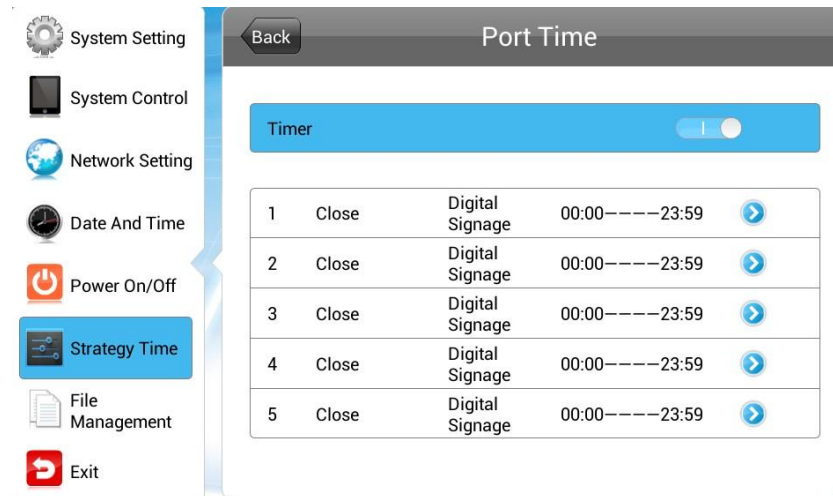 System Setting
System Control
Network Setting
Date And Time
Power On/Off
Strategy Time
File
Management
Exit
Back
Port Time
Timer
1 Close Digital Signage 00:00----23:59
2 Close Digital Signage 00:00----23:59
3 Close Digital Signage 00:00----23:59
4 Close Digital Signage 00:00----23:59
5 Close Digital Signage 00:00----23:59